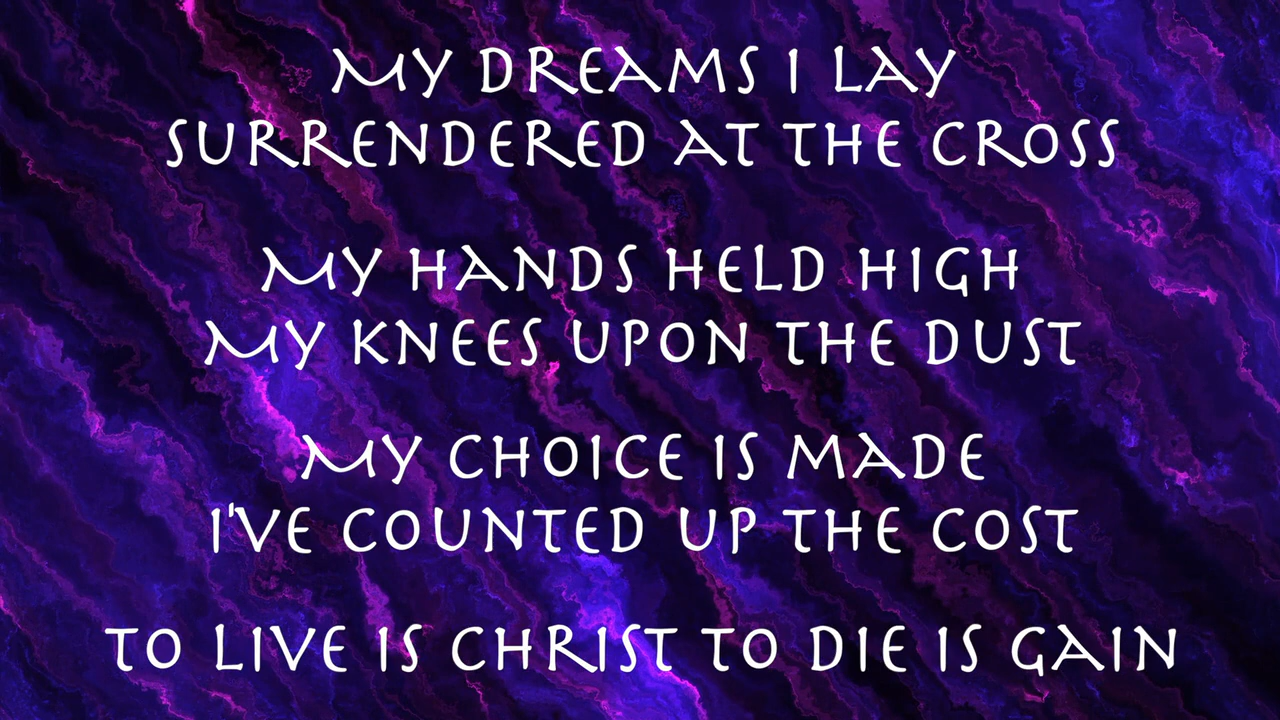 My DREAMS I LAY
SURRENDERED AT THE CROSS
My HANDS HELD HIGH
My KNEES UPON THE DUST
My CHOICE IS MADE
I'VE COUNTED UP THE COST
TO LIVE IS CHRIST TO DIE IS GAIN